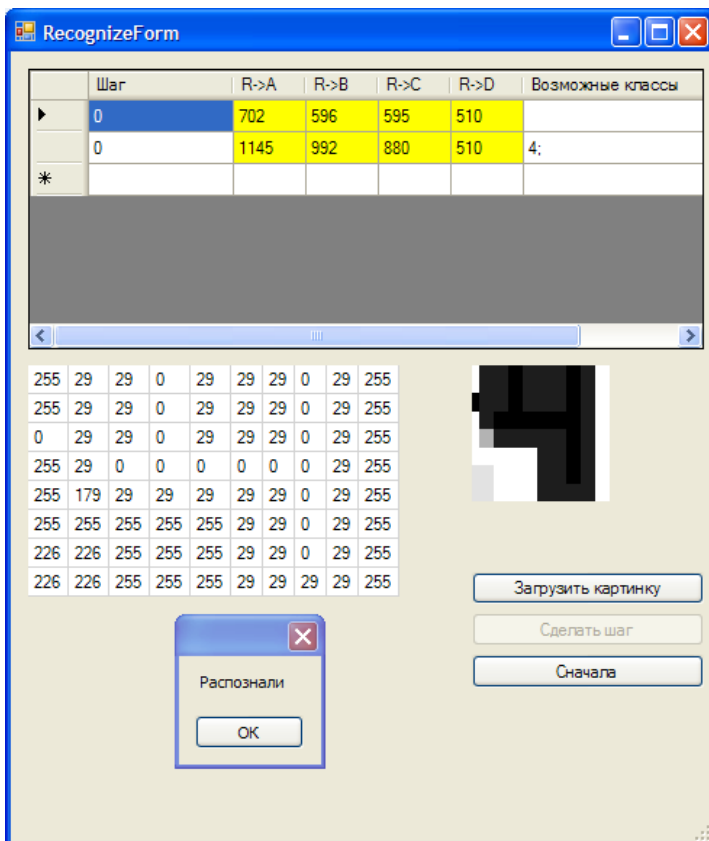 RecognizeForm
Шаг R->A R->B R->C R->D Возможные классы
0 702 596 595 510
0 1145 992 880 510 4;
255 29 29 0 29 29 29 0 29 255
255 29 29 0 29 29 29 0 29 255
0 29 29 0 29 29 29 0 29 255
255 29 0 0 0 0 0 0 29 255
255 179 29 29 29 29 29 0 29 255
255 255 255 255 255 29 29 0 29 255
226 226 255 255 255 29 29 0 29 255
226 226 255 255 255 29 29 29 29 255
Загрузить картинку
Сделать шаг
Сначала
Распознали
OK